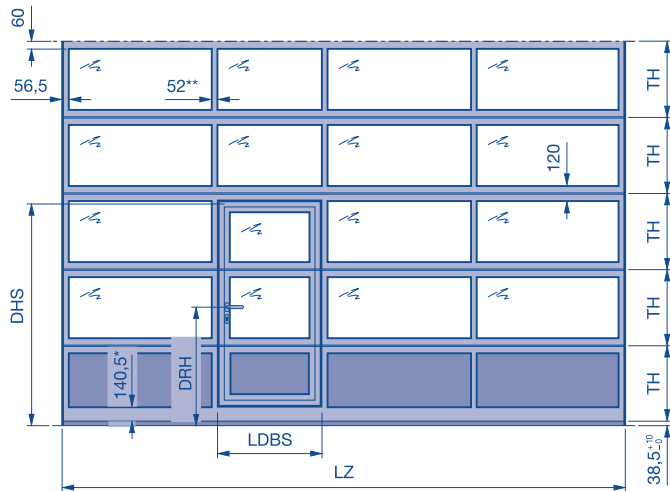 60
56,5
52**
TH
TH
120
TH
DHS
TH
140,5*
DRH
TH
LDBS
38,5 +10 -0
LZ